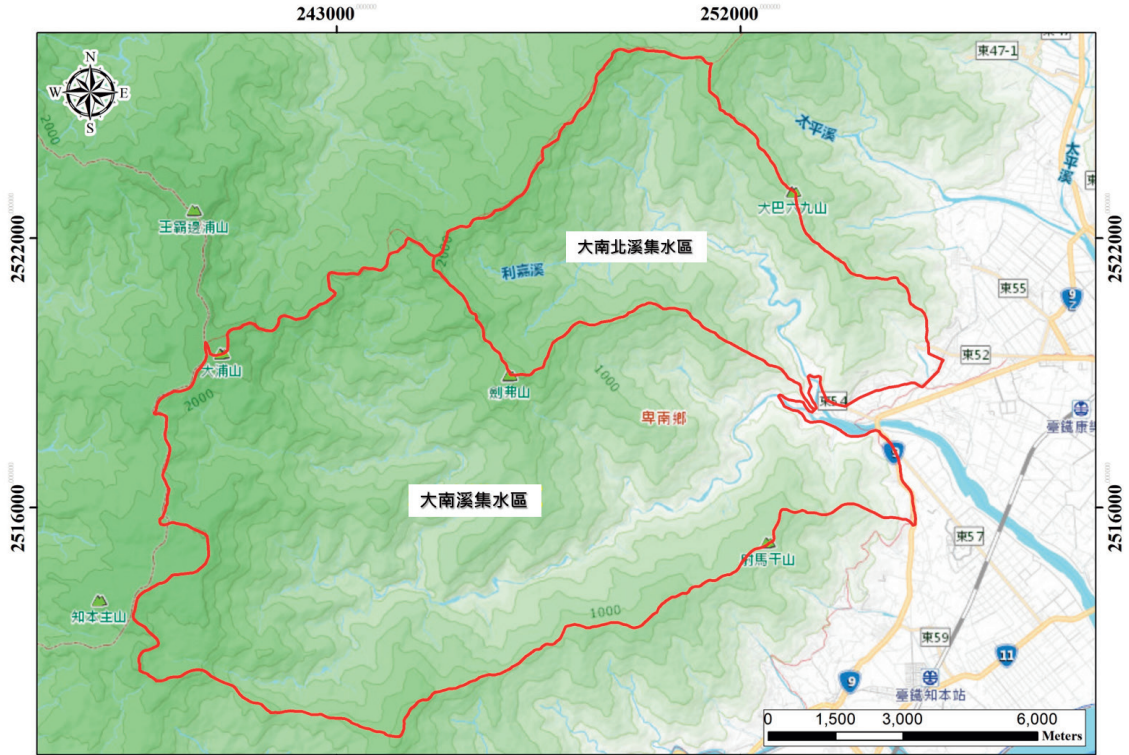 243000
252000
N
W
E
S
東47-1
太平溪
太平溪
2000
王霸邊浦山
大巴六九山
2522000
2522000
2000
大南北溪集水區
利嘉溪
東55
9
乙
大浦山
東52
2000
劍弗山
1000
卑南鄉
東54
臺鐵康樂
9
大南溪集水區
2516000
2516000
射馬干山
東57
知本主山
1000
東59
11
9
臺鐵知本站
0
1,500
3,000
6,000
Meters